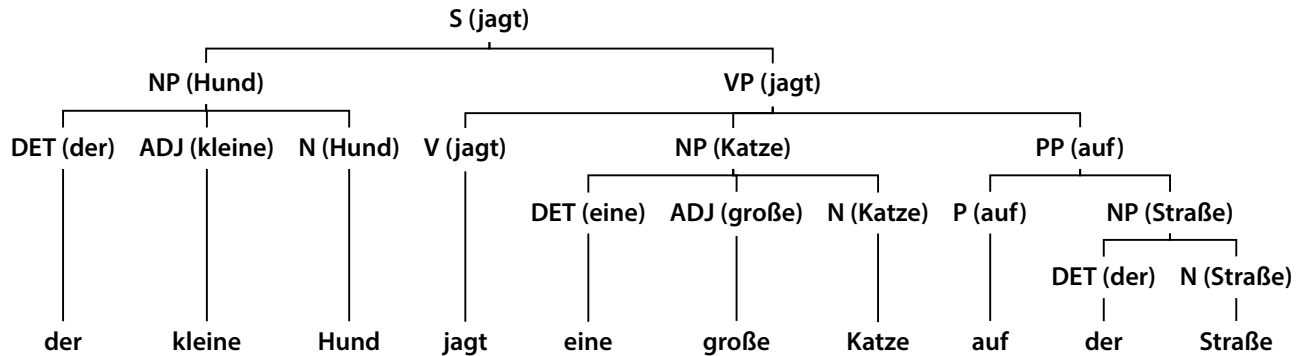 S (jagt)
NP (Hund) VP (jagt)
DET (der) ADJ (kleine) N (Hund) V (jagt) NP (Katze) PP (auf)
DET (eine) ADJ (große) N (Katze) P (auf) NP (Straße)
DET (der) N (Straße)
der kleine Hund jagt eine große Katze auf der Straße